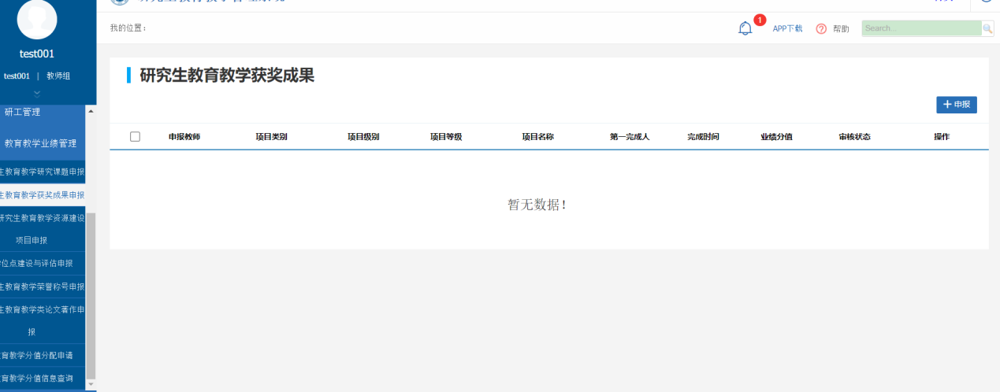 我的位置：
1
APP下载
帮助
Search...
test001
test001 | 教师组
研工管理
教育教学业绩管理
生教育教学研究课题申报
生教育教学获奖成果申报
研究生教育教学资源建设
项目申报
位点建设与评估申报
生教育教学荣誉称号申报
生教育教学类论文著作申
报
育教学分值分配申请
育教学分值信息查询
研究生教育教学获奖成果
申报
申报教师 项目类别 项目级别 项目等级 项目名称 第一完成人 完成时间 业绩分值 审核状态 操作
暂无数据！